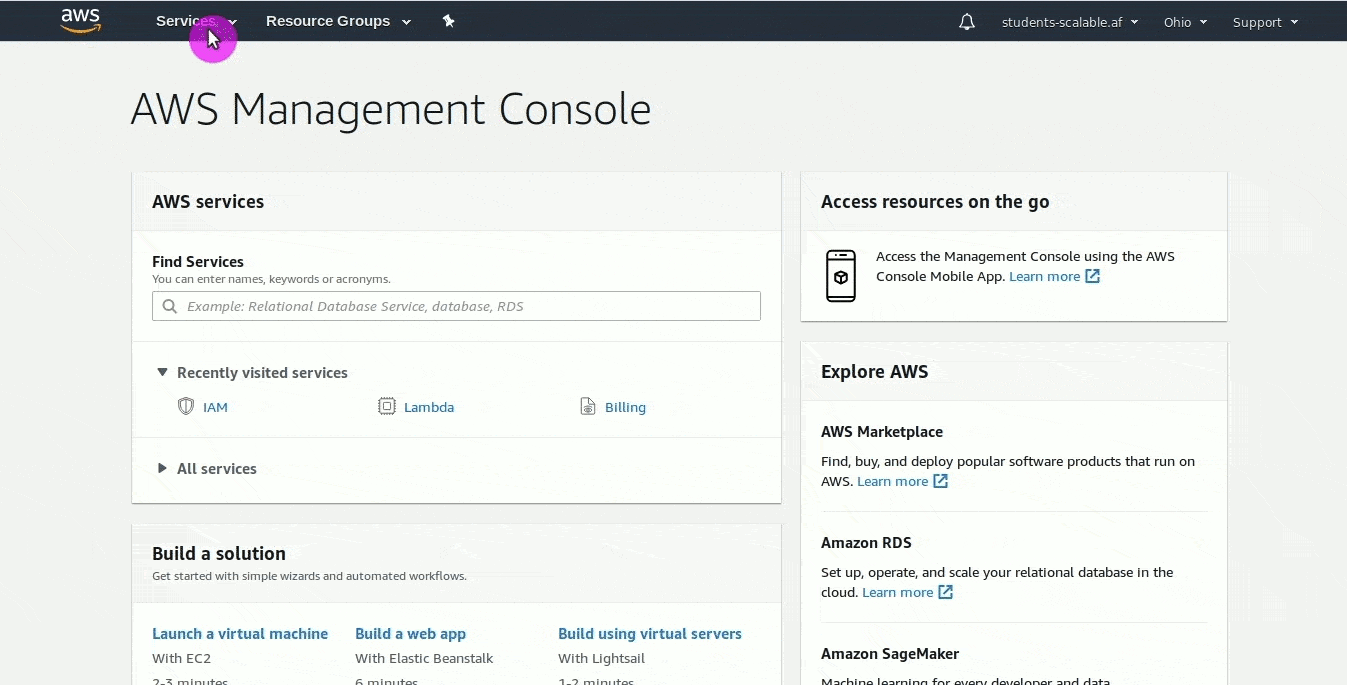 aws
Services
Resource Groups
students-scalable.af
Ohio
Support
AWS Management Console
AWS services
Find Services
You can enter names, keywords or acronyms.
Example: Relational Database Service, database, RDS
Recently visited services
IAM
Lambda
Billing
All services
Build a solution
Get started with simple wizards and automated workflows.
Launch a virtual machine
With EC2
2-3 minutes
Build a web app
With Elastic Beanstalk
6 minutes
Build using virtual servers
With Lightsail
1-2 minutes
Access resources on the go
Access the Management Console using the AWS
Console Mobile App. Learn more
Explore AWS
AWS Marketplace
Find, buy, and deploy popular software products that run on
AWS. Learn more
Amazon RDS
Set up, operate, and scale your relational database in the
cloud. Learn more
Amazon SageMaker
Machine learning for every developer and data